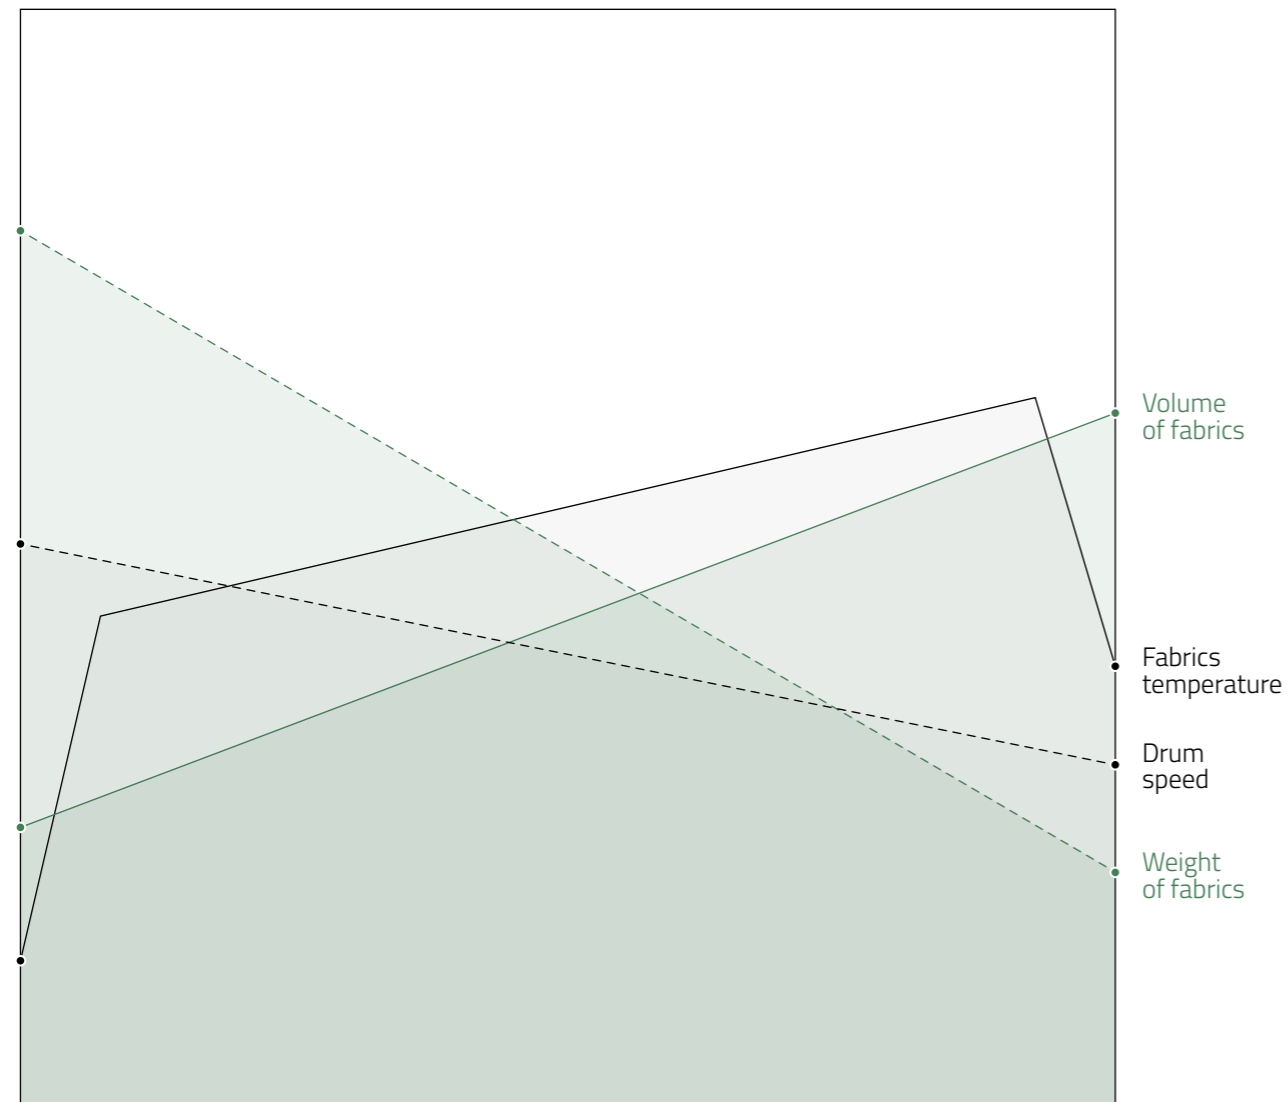 Volume
of fabrics
Fabrics
temperature
Drum
speed
Weight
of fabrics